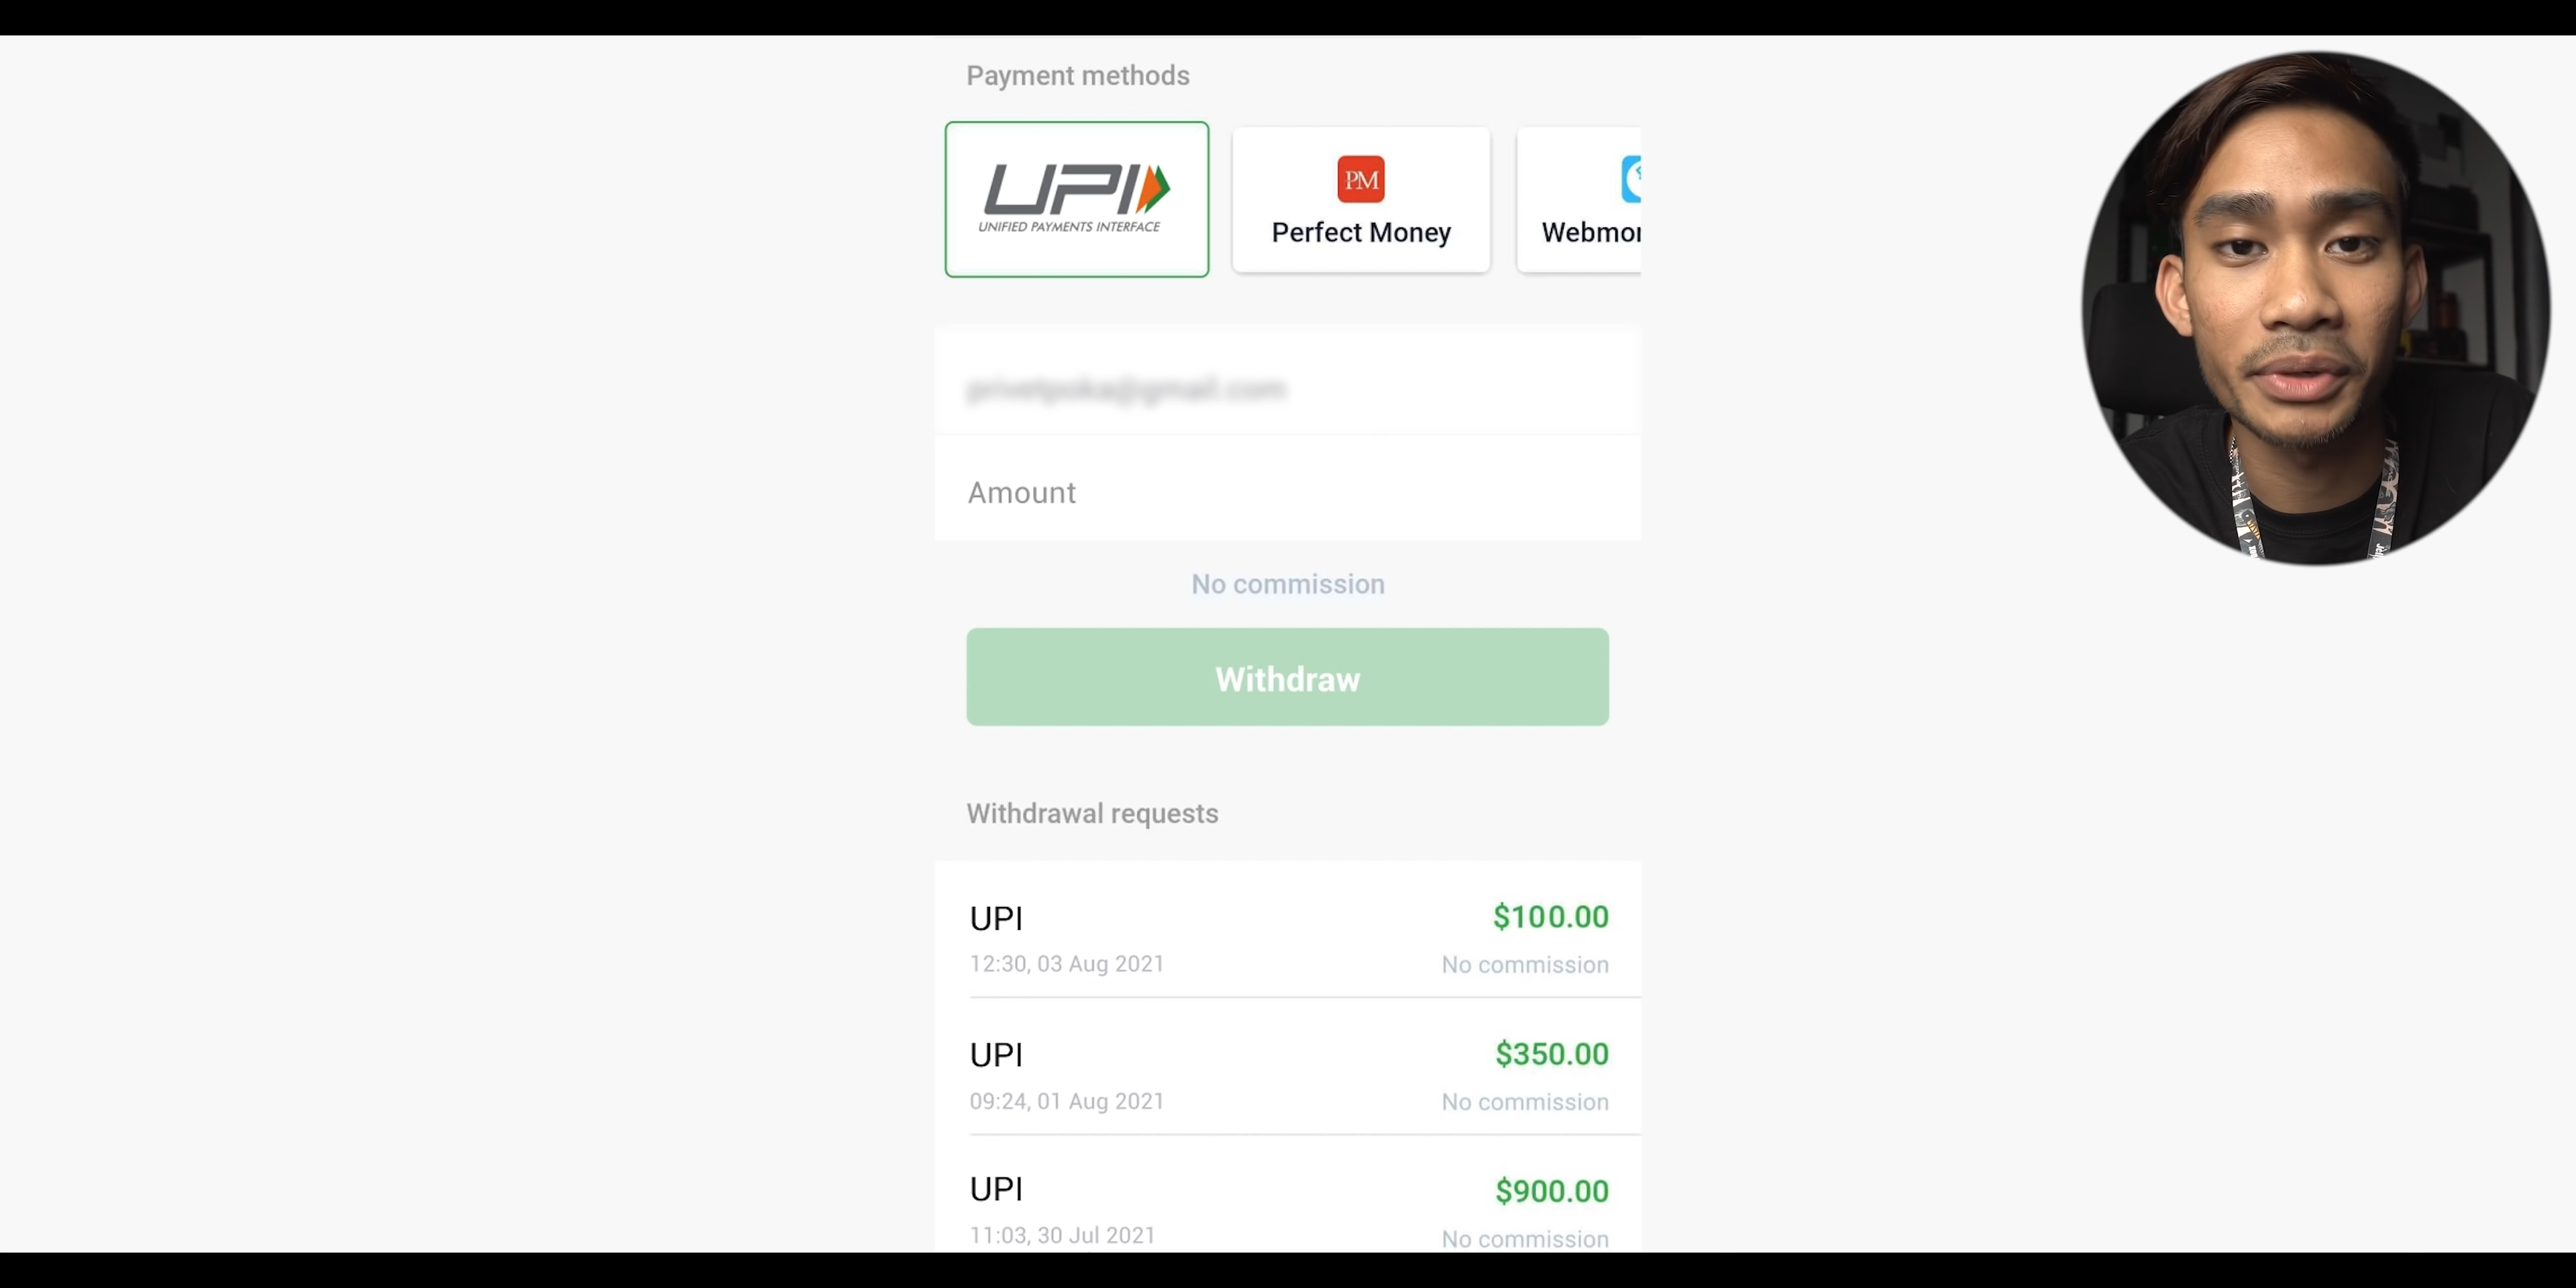 Payment methods
UPI
UNIFIED PAYMENTS INTERFACE
PM
Perfect Money
Amount
No commission
Withdraw
Withdrawal requests
UPI
$100.00
12:30, 03 Aug 2021
No commission
UPI
$350.00
09:24, 01 Aug 2021
No commission
UPI
$900.00
11:03, 30 Jul 2021
No commission